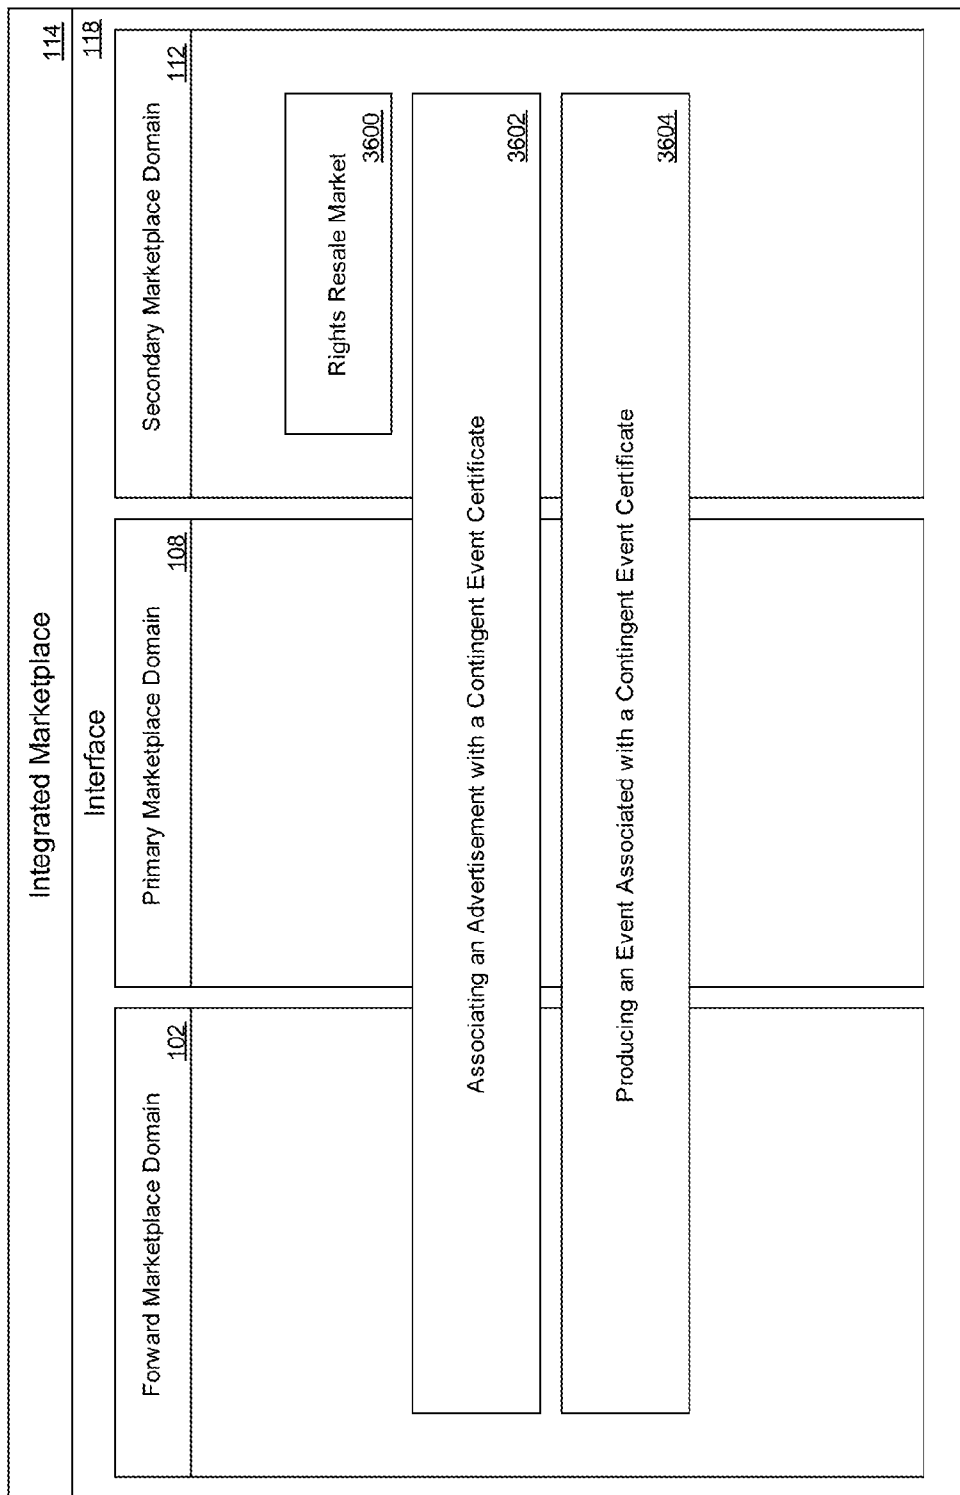 Integrated Marketplace
114
Interface
118
Forward Marketplace Domain
102
Primary Marketplace Domain
108
Secondary Marketplace Domain
112
Rights Resale Market
3600
Associating an Advertisement with a Contingent Event Certificate
3602
Producing an Event Associated with a Contingent Event Certificate
3604